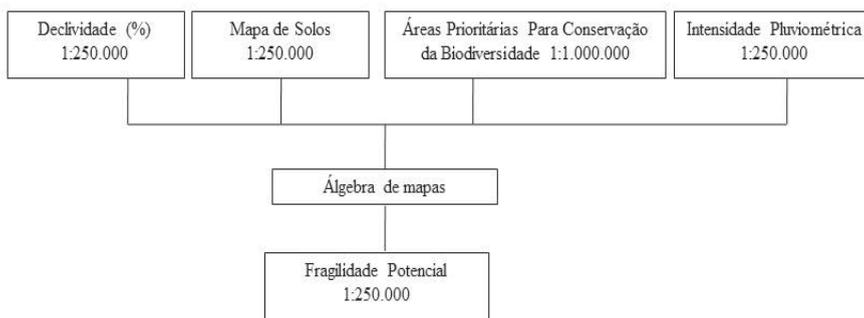 Declividade (%)
1:250.000
Mapa de Solos
1:250.000
Áreas Prioritárias Para Conservação
da Biodiversidade 1:1.000.000
Intensidade Pluviométrica
1:250.000
Álgebra de mapas
Fragilidade Potencial
1:250.000